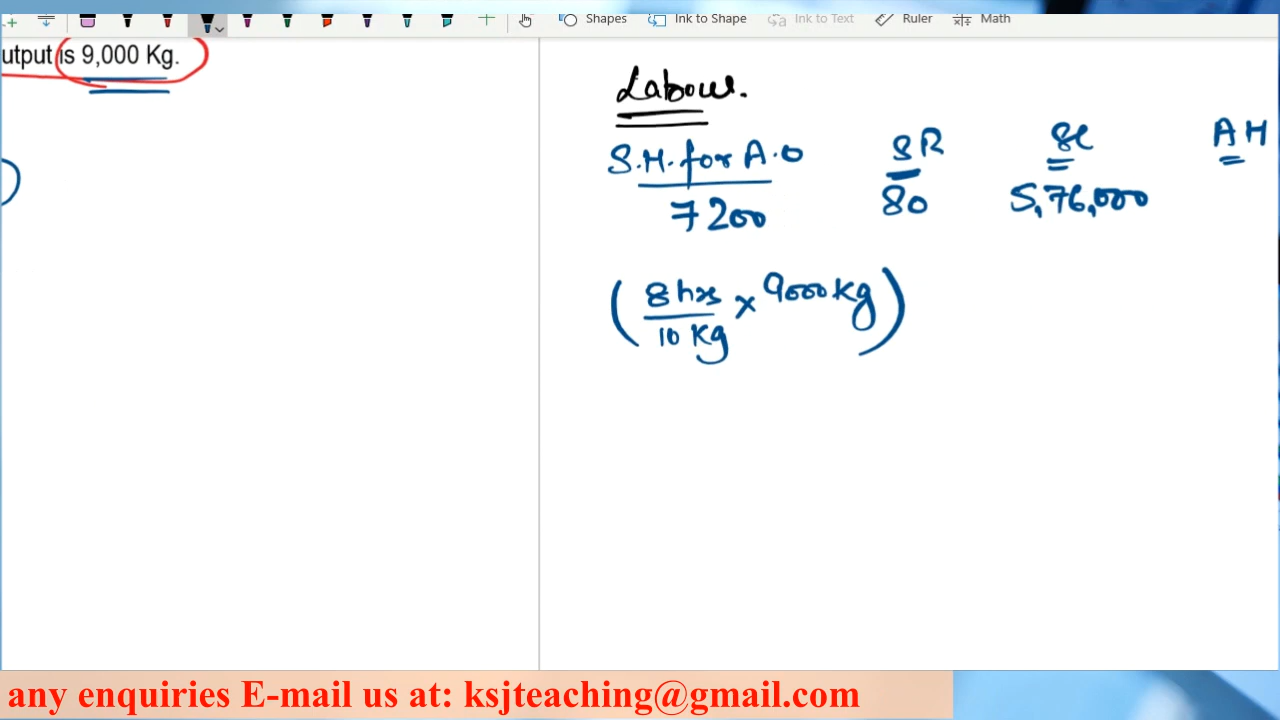 Shapes Ink to Shape Ink to Text Ruler Math
utput is 9,000 Kg.
Labour.
S.H. for A.O SR SC AH
7200 80 5,76,000
(8 hrs / 10 Kg × 9000 Kg)
any enquiries E-mail us at: ksjteaching@gmail.com